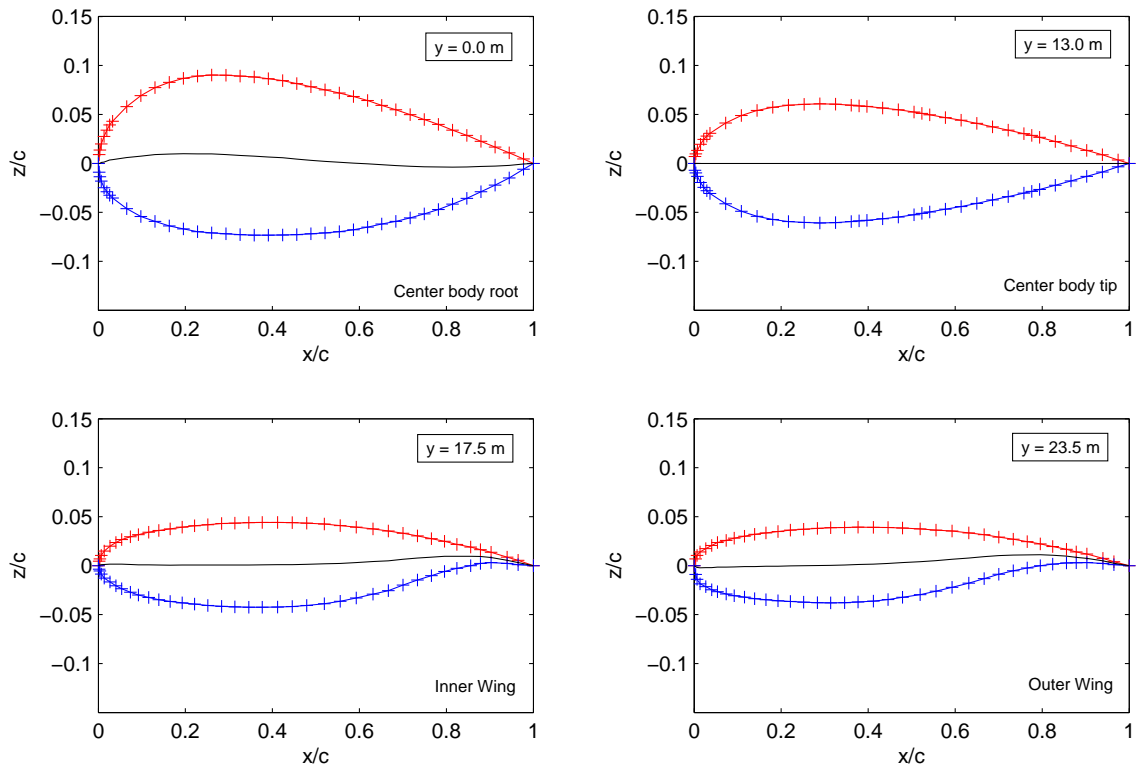 0.15
0.1
0.05
0
−0.05
−0.1
z/c
y = 0.0 m
Center body root
0 0.2 0.4 0.6 0.8 1
x/c
0.15
0.1
0.05
0
−0.05
−0.1
z/c
y = 13.0 m
Center body tip
0 0.2 0.4 0.6 0.8 1
x/c
0.15
0.1
0.05
0
−0.05
−0.1
z/c
y = 17.5 m
Inner Wing
0 0.2 0.4 0.6 0.8 1
x/c
0.15
0.1
0.05
0
−0.05
−0.1
z/c
y = 23.5 m
Outer Wing
0 0.2 0.4 0.6 0.8 1
x/c